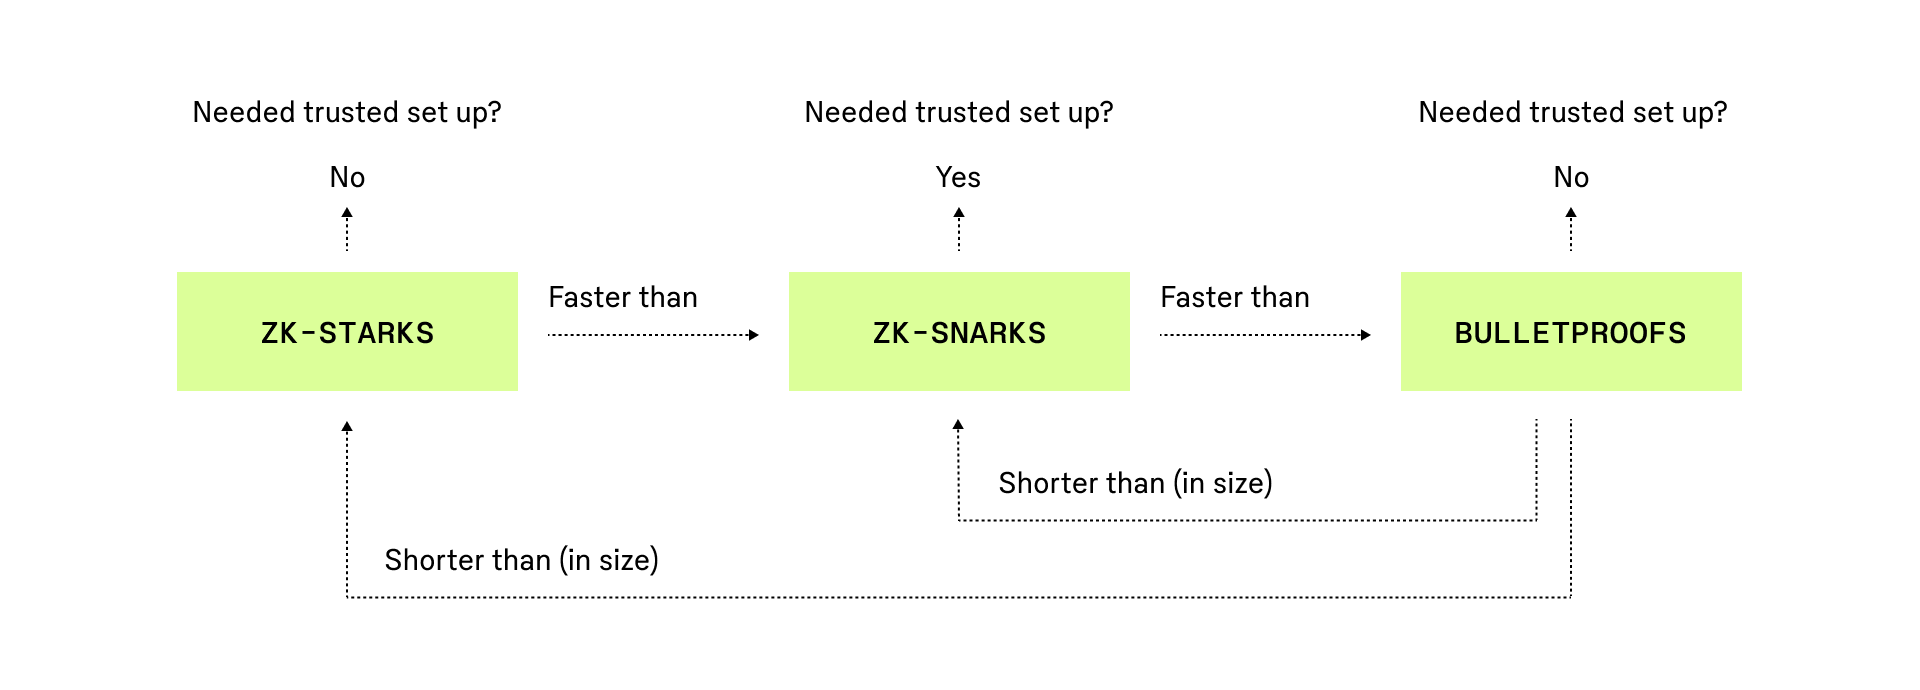 Needed trusted set up?
Needed trusted set up?
Needed trusted set up?
No
Yes
No
ZK-STARKS
Faster than
ZK-SNARKS
Faster than
BULLETPROOFS
Shorter than (in size)
Shorter than (in size)